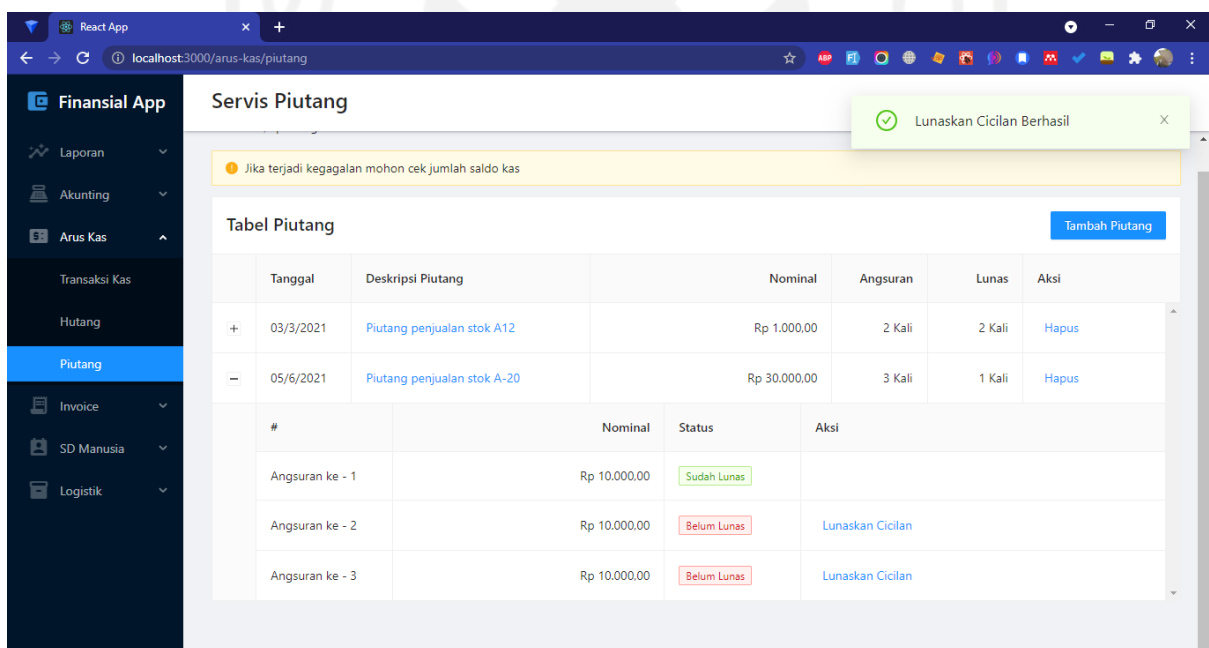 React App
localhost:3000/arus-kas/piutang
ABP
Finansial App
Servis Piutang
Lunaskan Cicilan Berhasil
Laporan
Akunting
Arus Kas
Transaksi Kas
Hutang
Piutang
Invoice
SD Manusia
Logistik
Jika terjadi kegagalan mohon cek jumlah saldo kas
Tabel Piutang
Tambah Piutang
Tanggal Deskripsi Piutang Nominal Angsuran Lunas Aksi
03/3/2021 Piutang penjualan stok A12 Rp 1.000,00 2 Kali 2 Kali Hapus
05/6/2021 Piutang penjualan stok A-20 Rp 30.000,00 3 Kali 1 Kali Hapus
# Nominal Status Aksi
Angsuran ke - 1 Rp 10.000,00 Sudah Lunas
Angsuran ke - 2 Rp 10.000,00 Belum Lunas Lunaskan Cicilan
Angsuran ke - 3 Rp 10.000,00 Belum Lunas Lunaskan Cicilan